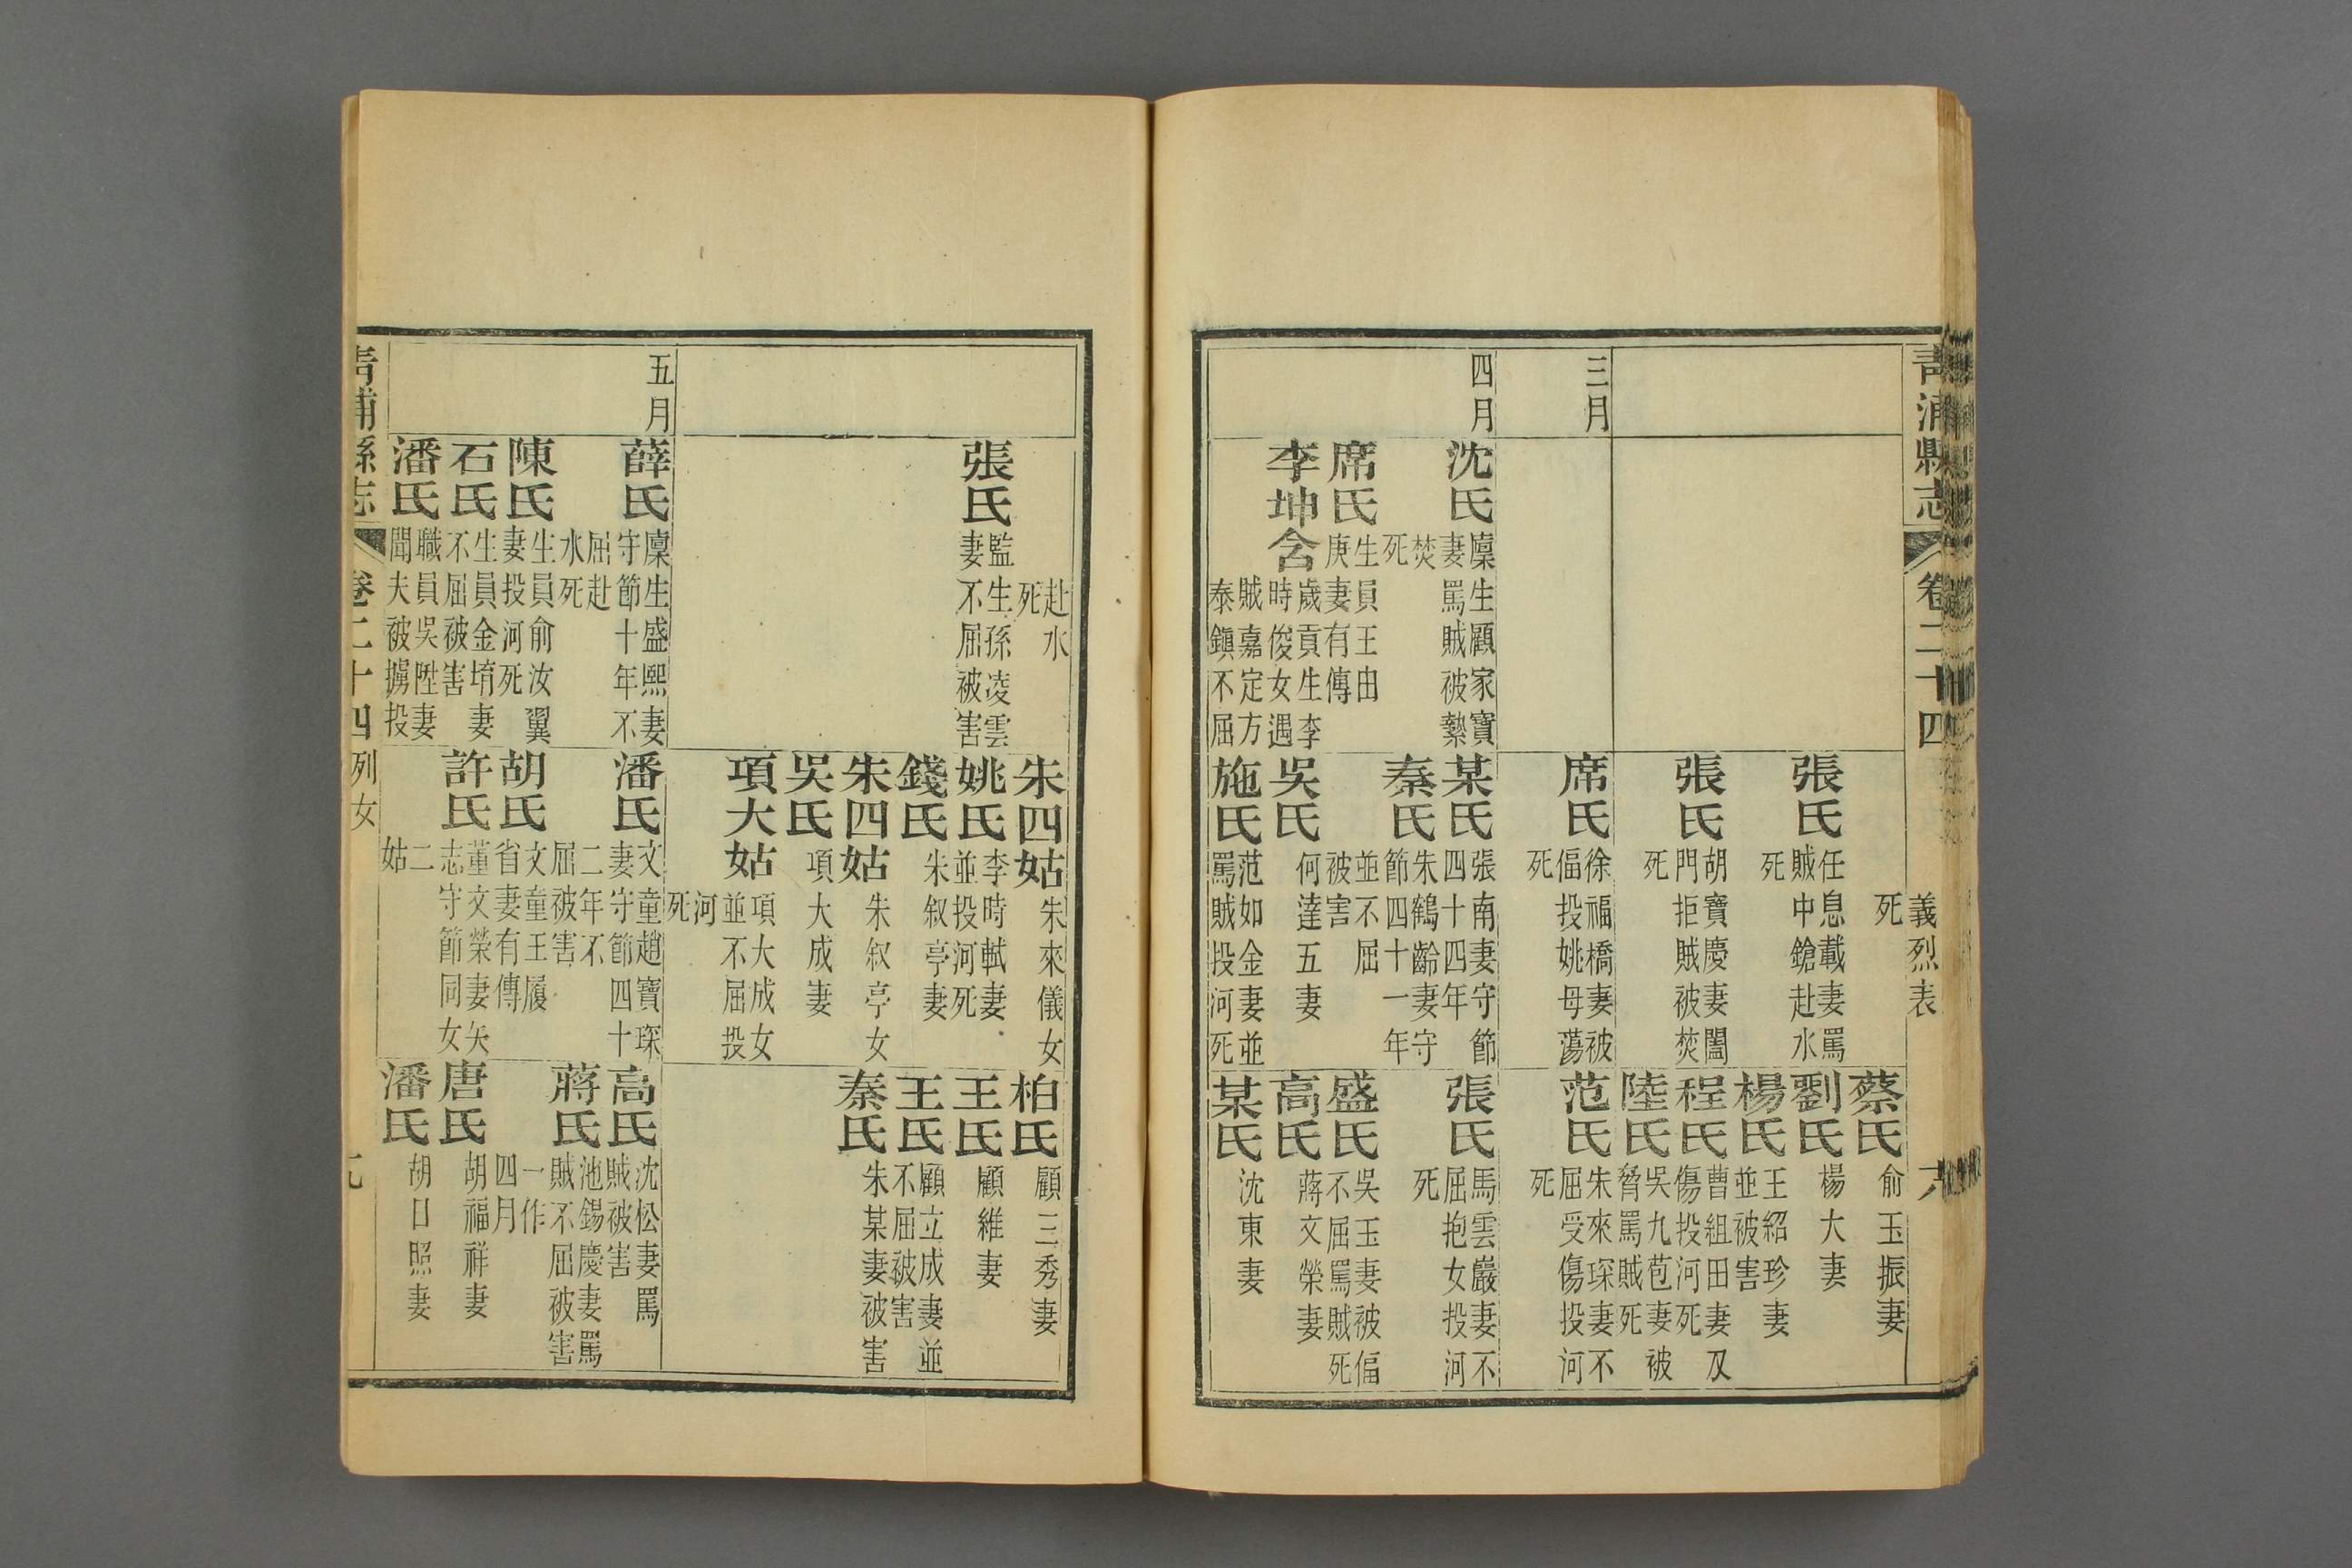 青浦縣志
卷二十四
義烈表
死
張氏
任息載妻罵
賊中鎗赴水
死
張氏
胡寶慶妻闔
門拒賊被焚
死
蔡氏
俞玉振妻
劉氏
楊大妻
楊氏
王紹珍妻
並被害
程氏
曹組田妻及
傷投河死
陸氏
吳九苞妻被
脅罵賊死
三月
席氏
徐福橋妻被
偪投姚母蕩
死
范氏
朱來琛妻不
屈受傷投河
死
四月
沈氏
廩生顧家寶
妻罵賊被縶
焚
死
席氏
生員王由
庚妻有傳
李坤含
歲貢生李
時俊女遇
賊嘉定方
泰鎮不屈
某氏
張南妻守節
四十四年
秦氏
朱鶴齡妻守
節四十一年
並不屈
被害
吳氏
何達五妻
施氏
范如金妻並
罵賊投河死
張氏
馬雲巖妻不
屈抱女投河
死
盛氏
吳玉妻被偪
不屈罵賊死
高氏
蔣文榮妻
某氏
沈東妻
赴水
死
張氏
監生孫凌雲
妻不屈被害
朱四姑
朱來儀女
姚氏
李時軾妻
並投河死
錢氏
朱叙亭妻
朱四姑
朱叙亭女
吳氏
項大成妻
項大姑
項大成女
並不屈投
河
死
柏氏
顧三秀妻
王氏
顧維妻
王氏
顧立成妻並
不屈被害
秦氏
朱某妻被害
五月
薛氏
廩生盛熙妻
守節十年不
屈赴
水死
陳氏
生員俞汝翼
妻投河死
石氏
生員金堉妻
不屈被害
潘氏
職員吳陞妻
聞夫被擄投
潘氏
文童趙寶琛
妻守節四十
二年不
屈被害
胡氏
文童王履
省妻有傳
許氏
董文榮妻矢
志守節同女
二
姑
高氏
沈松妻罵
賊被害
蔣氏
池錫慶妻罵
賊不屈被害
一作
四月
唐氏
胡福祥妻
潘氏
胡日照妻
青浦縣志
卷二十四
列女